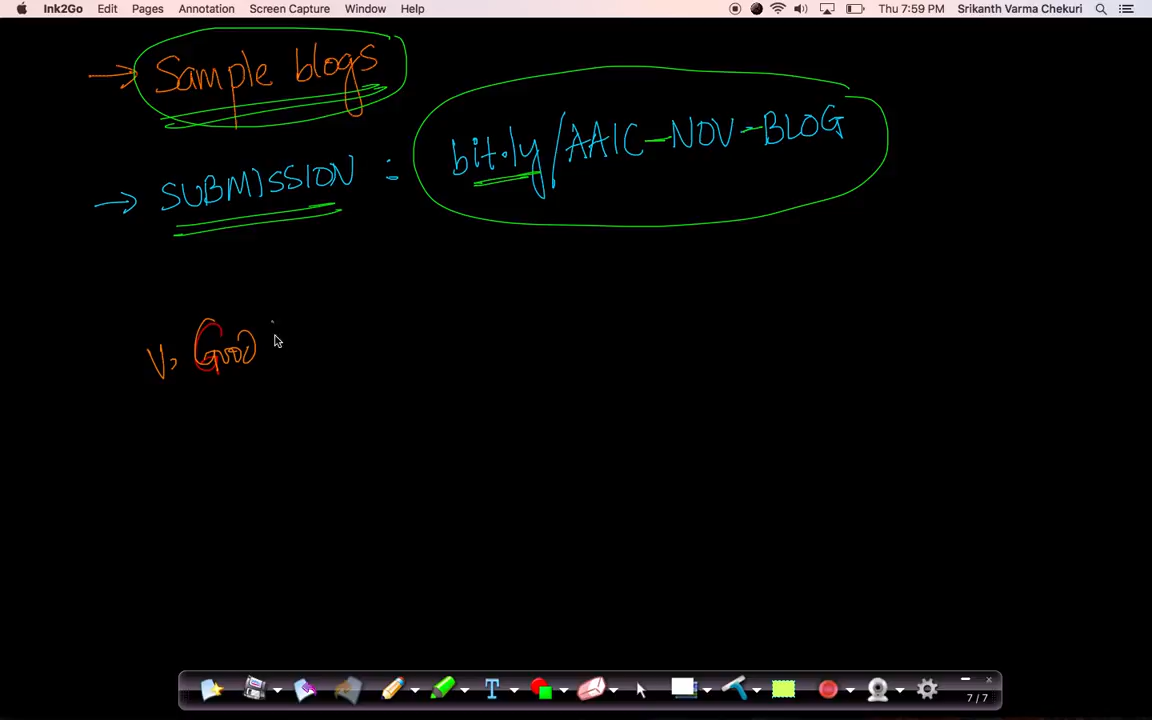 Ink2Go Edit Pages Annotation Screen Capture Window Help Thu 7:59 PM Srikanth Varma Chekuri
→ Sample blogs
→ SUBMISSION : bit.ly/AAIC-NOV-BLOG
V. Good
7 / 7